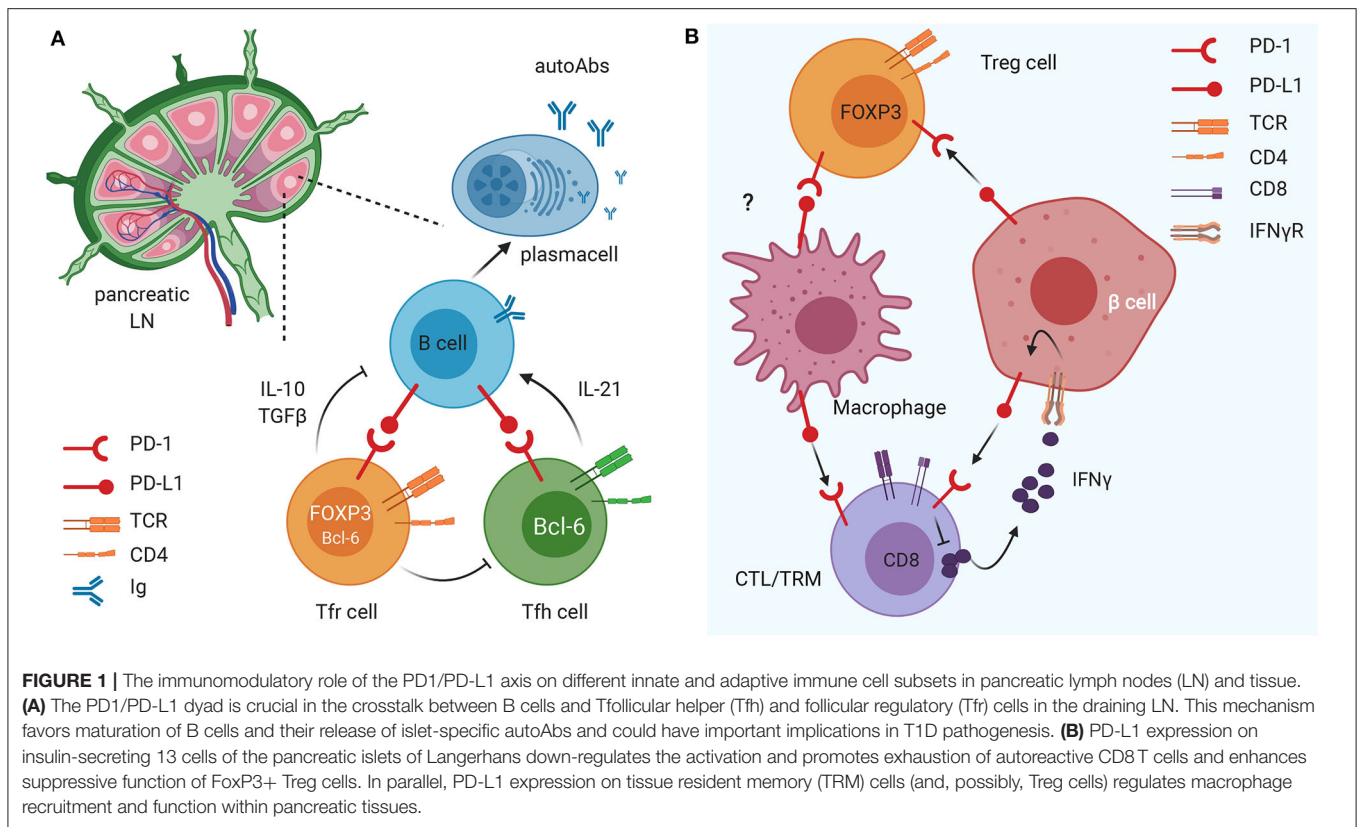 A
autoAbs
plasmacell
pancreatic
LN
B cell
IL-10
TGFβ
IL-21
PD-1
PD-L1
TCR
CD4
Ig
FOXP3
Bcl-6
Bcl-6
Tfr cell
Tfh cell
B
Treg cell
FOXP3
PD-1
PD-L1
TCR
CD4
CD8
IFNγR
?
β cell
Macrophage
IFNγ
CD8
CTL/TRM
FIGURE 1 | The immunomodulatory role of the PD1/PD-L1 axis on different innate and adaptive immune cell subsets in pancreatic lymph nodes (LN) and tissue.
(A) The PD1/PD-L1 dyad is crucial in the crosstalk between B cells and Tfollicular helper (Tfh) and follicular regulatory (Tfr) cells in the draining LN. This mechanism
favors maturation of B cells and their release of islet-specific autoAbs and could have important implications in T1D pathogenesis. (B) PD-L1 expression on
insulin-secreting 13 cells of the pancreatic islets of Langerhans down-regulates the activation and promotes exhaustion of autoreactive CD8 T cells and enhances
suppressive function of FoxP3+ Treg cells. In parallel, PD-L1 expression on tissue resident memory (TRM) cells (and, possibly, Treg cells) regulates macrophage
recruitment and function within pancreatic tissues.